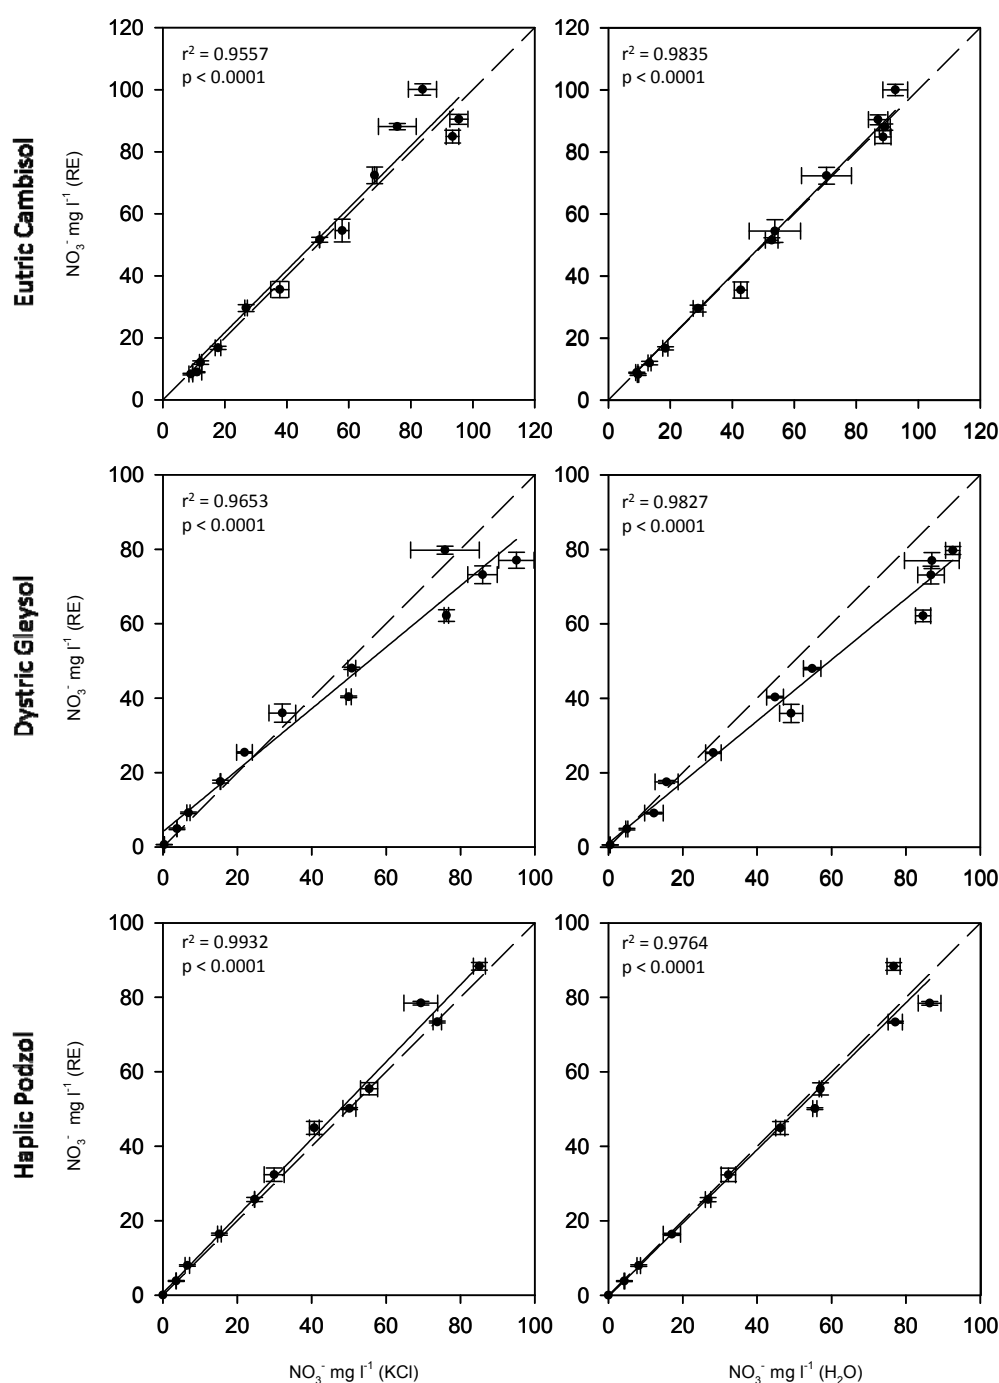 Eutric Cambisol
NO₃⁻ mg l⁻¹ (RE)
120
100
80
60
40
20
0
r² = 0.9557
p < 0.0001
0 20 40 60 80 100 120
120
100
80
60
40
20
0
r² = 0.9835
p < 0.0001
0 20 40 60 80 100 120
Dystric Gleysol
NO₃⁻ mg l⁻¹ (RE)
100
80
60
40
20
0
r² = 0.9653
p < 0.0001
0 20 40 60 80 100
100
80
60
40
20
0
r² = 0.9827
p < 0.0001
0 20 40 60 80 100
Haplic Podzol
NO₃⁻ mg l⁻¹ (RE)
100
80
60
40
20
0
r² = 0.9932
p < 0.0001
0 20 40 60 80 100
100
80
60
40
20
0
r² = 0.9764
p < 0.0001
0 20 40 60 80 100
NO₃⁻ mg l⁻¹ (KCl)
NO₃⁻ mg l⁻¹ (H₂O)